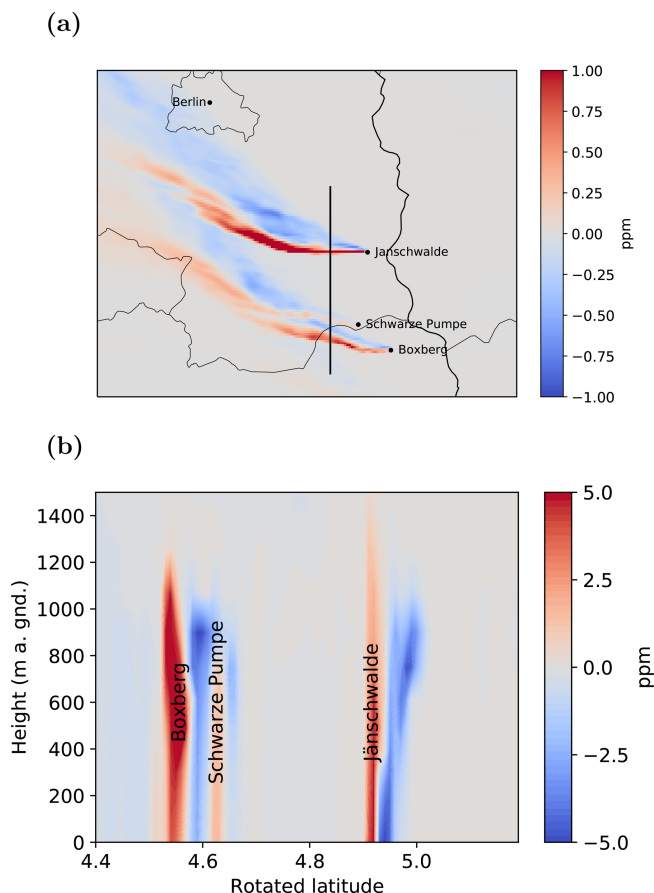 (a)
Berlin
Jänschwalde
Schwarze Pumpe
Boxberg
1.00
0.75
0.50
0.25
0.00
−0.25
−0.50
−0.75
−1.00
ppm
(b)
Height (m a. gnd.)
1400
1200
1000
800
600
400
200
0
4.4
4.6
4.8
5.0
Rotated latitude
Boxberg
Schwarze Pumpe
Jänschwalde
5.0
2.5
0.0
−2.5
−5.0
ppm